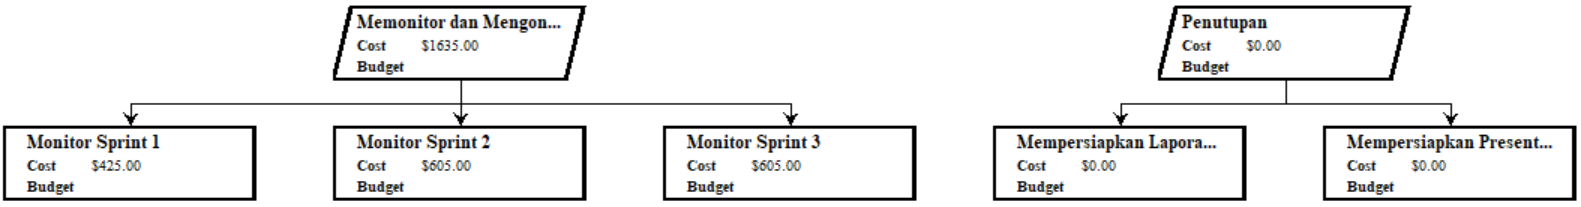 Memonitor dan Mengon...
Cost $1635.00
Budget
Penutupan
Cost $0.00
Budget
Monitor Sprint 1
Cost $425.00
Budget
Monitor Sprint 2
Cost $605.00
Budget
Monitor Sprint 3
Cost $605.00
Budget
Mempersiapkan Lapora...
Cost $0.00
Budget
Mempersiapkan Present...
Cost $0.00
Budget